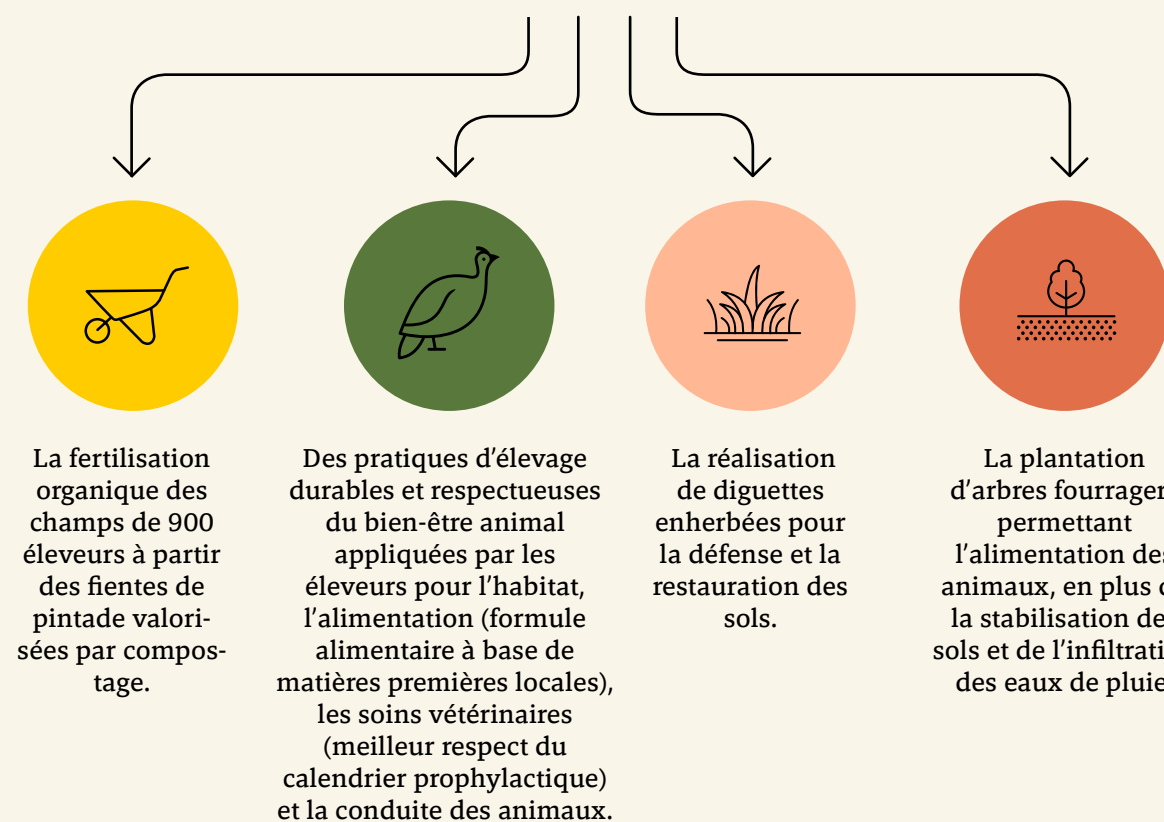 La fertilisation
organique des
champs de 900
éleveurs à partir
des fientes de
pintade valori-
sées par compos-
tage.
Des pratiques d’élevage
durables et respectueuses
du bien-être animal
appliquées par les
éleveurs pour l’habitat,
l’alimentation (formule
alimentaire à base de
matières premières locales),
les soins vétérinaires
(meilleur respect du
calendrier prophylactique)
et la conduite des animaux.
La réalisation
de diguettes
enherbées pour
la défense et la
restauration des
sols.
La plantation
d’arbres
permettant
l’alimentation
animaux, en plus
la stabilisation
sols et de
des eaux de pluie